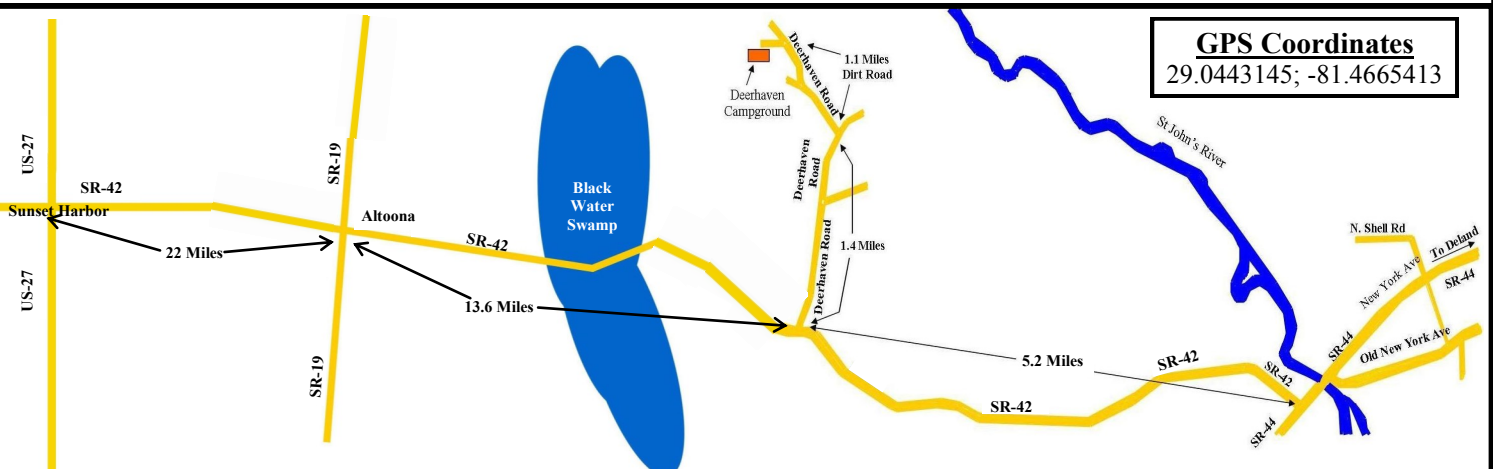 GPS Coordinates
29.0443145; -81.4665413
US-27
SR-42
Sunset Harbor
US-27
22 Miles
SR-19
Altoona
SR-19
SR-42
13.6 Miles
Black
Water
Swamp
Deerhaven
Campground
Deerhaven Road
1.1 Miles
Dirt Road
Deerhaven
Road
Deerhaven Road
1.4 Miles
5.2 Miles
SR-42
SR-42
SR-42
St John's River
N. Shell Rd
To Deland
New York Ave
SR-44
SR-44
Old New York Ave
SR-44